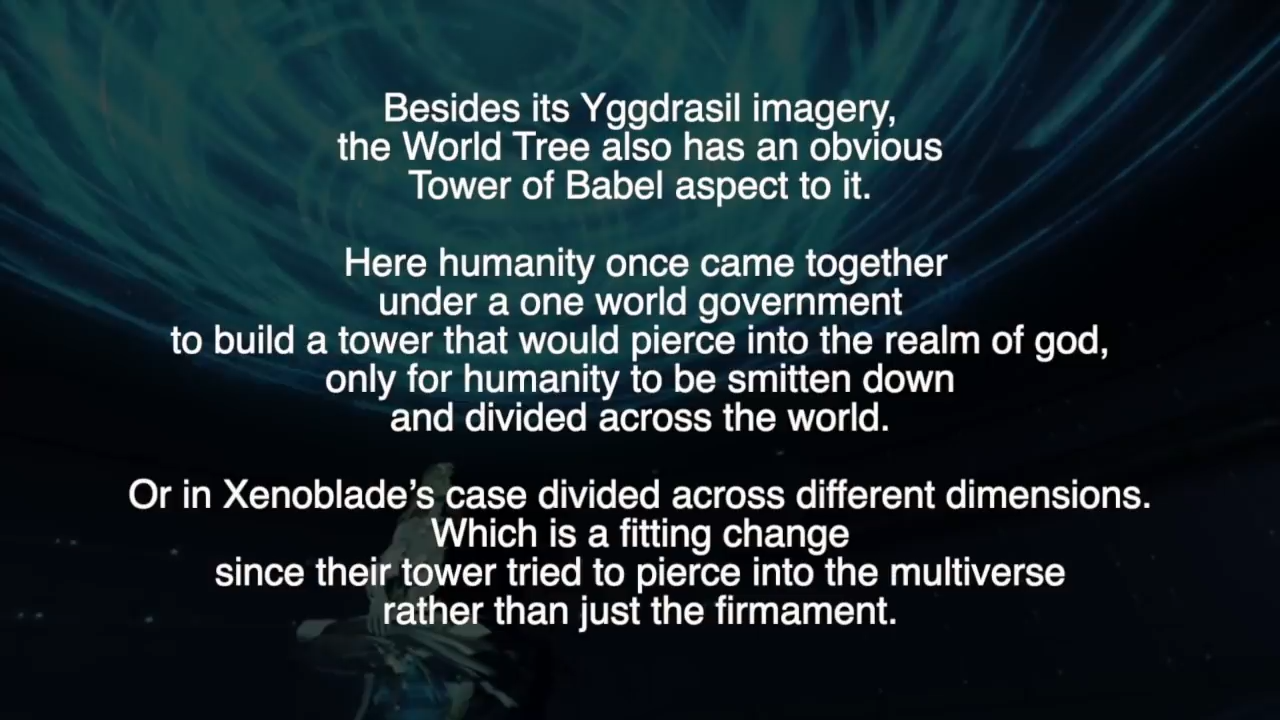 Besides its Yggdrasil imagery,
the World Tree also has an obvious
Tower of Babel aspect to it.
Here humanity once came together
under a one world government
to build a tower that would pierce into the realm of god,
only for humanity to be smitten down
and divided across the world.
Or in Xenoblade’s case divided across different dimensions.
Which is a fitting change
since their tower tried to pierce into the multiverse
rather than just the firmament.